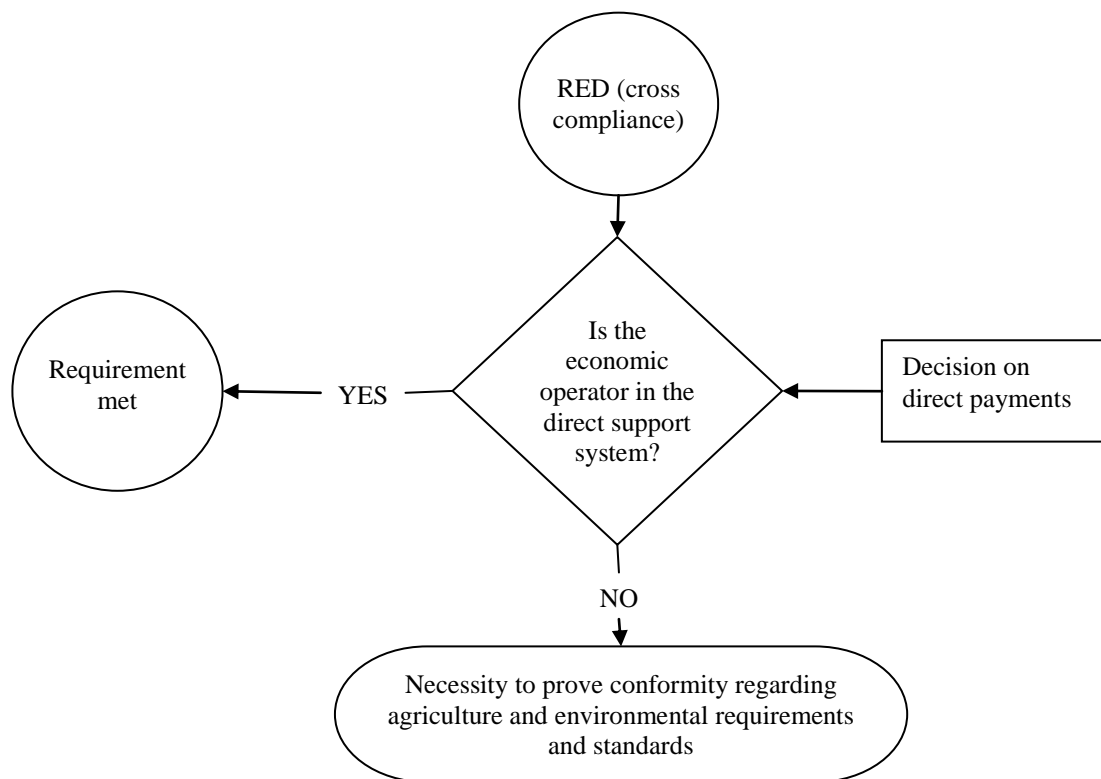 RED (cross
compliance)
Is the
economic
operator in the
direct support
system?
Requirement
met
YES
Decision on
direct payments
NO
Necessity to prove conformity regarding
agriculture and environmental requirements
and standards